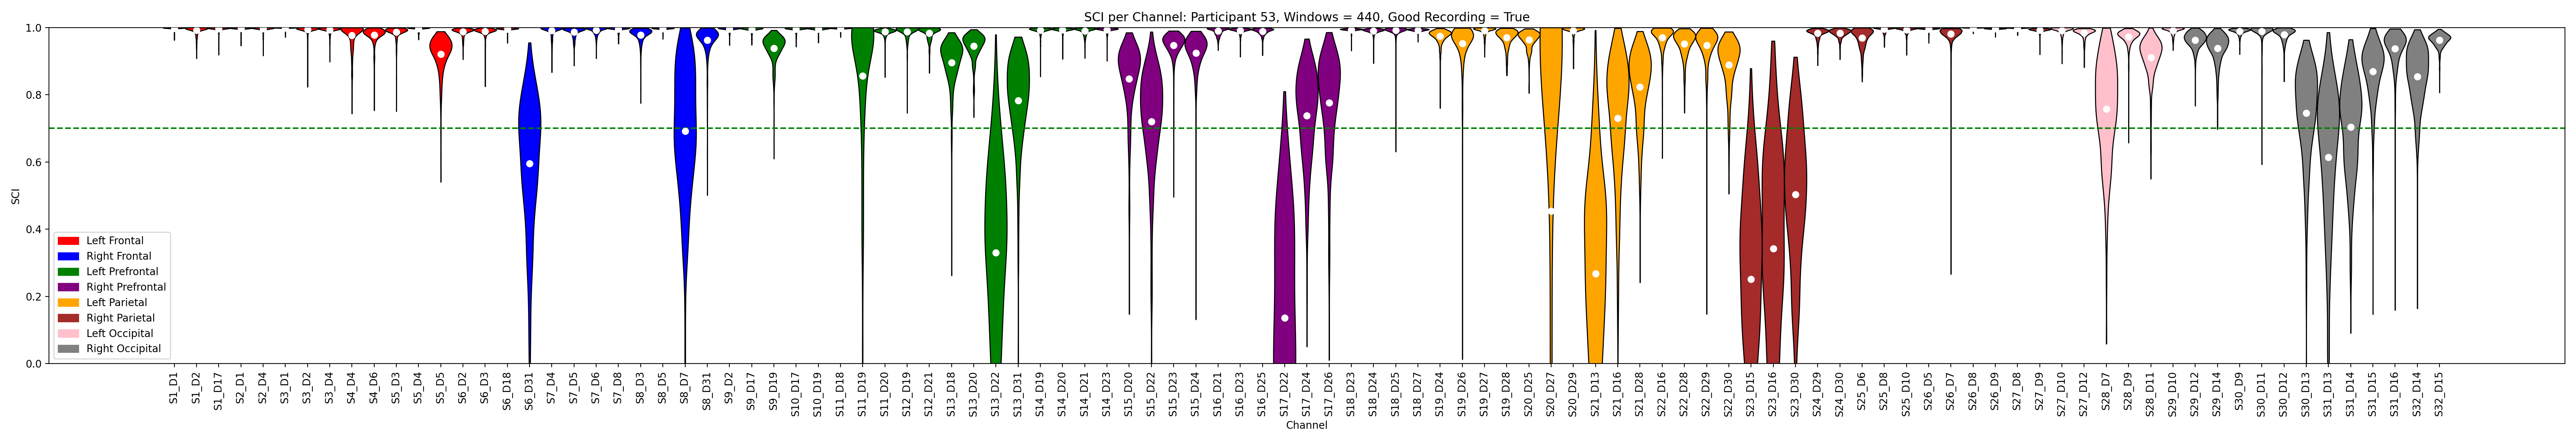 SCI per Channel: Participant 53, Windows = 440, Good Recording = True
1.0
0.8
0.6
0.4
0.2
0.0
SCI
Left Frontal
Right Frontal
Left Prefrontal
Right Prefrontal
Left Parietal
Right Parietal
Left Occipital
Right Occipital
S1_D1
S1_D2
S1_D17
S2_D1
S2_D4
S3_D1
S3_D2
S3_D4
S4_D4
S4_D6
S5_D3
S5_D4
S5_D5
S6_D2
S6_D3
S6_D18
S6_D31
S7_D4
S7_D5
S7_D6
S7_D8
S8_D3
S8_D5
S8_D7
S8_D31
S9_D2
S9_D17
S9_D19
S10_D17
S10_D19
S11_D18
S11_D19
S11_D20
S12_D19
S12_D21
S13_D18
S13_D20
S13_D22
S13_D31
S14_D19
S14_D20
S14_D21
S14_D23
S15_D20
S15_D22
S15_D23
S15_D24
S16_D21
S16_D23
S16_D25
S17_D22
S17_D24
S17_D26
S18_D23
S18_D24
S18_D25
S18_D27
S19_D24
S19_D26
S19_D27
S19_D28
S20_D25
S20_D27
S20_D29
S21_D13
S21_D16
S21_D28
S22_D16
S22_D28
S22_D29
S22_D30
S23_D15
S23_D16
S23_D30
S24_D29
S24_D30
S25_D6
S25_D8
S25_D10
S26_D5
S26_D7
S26_D8
S26_D9
S27_D8
S27_D9
S27_D10
S27_D12
S28_D7
S28_D9
S28_D11
S29_D10
S29_D12
S29_D14
S30_D9
S30_D11
S30_D12
S30_D13
S31_D13
S31_D14
S31_D15
S31_D16
S32_D14
S32_D15
Channel